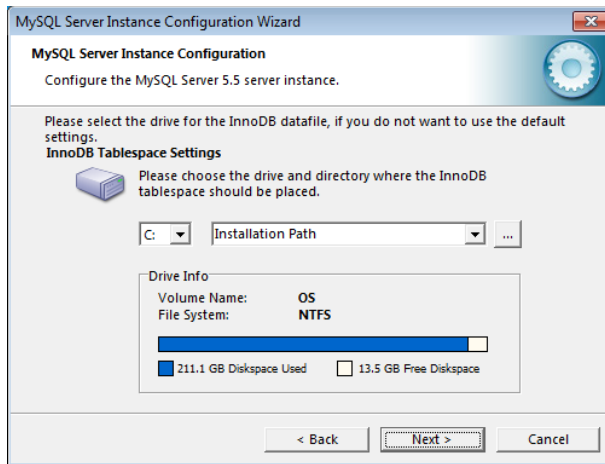 MySQL Server Instance Configuration Wizard
MySQL Server Instance Configuration
Configure the MySQL Server 5.5 server instance.
Please select the drive for the InnoDB datafile, if you do not want to use the default
settings.
InnoDB Tablespace Settings
Please choose the drive and directory where the InnoDB
tablespace should be placed.
C: Installation Path ...
Drive Info
Volume Name: OS
File System: NTFS
211.1 GB Diskspace Used 13.5 GB Free Diskspace
< Back Next > Cancel